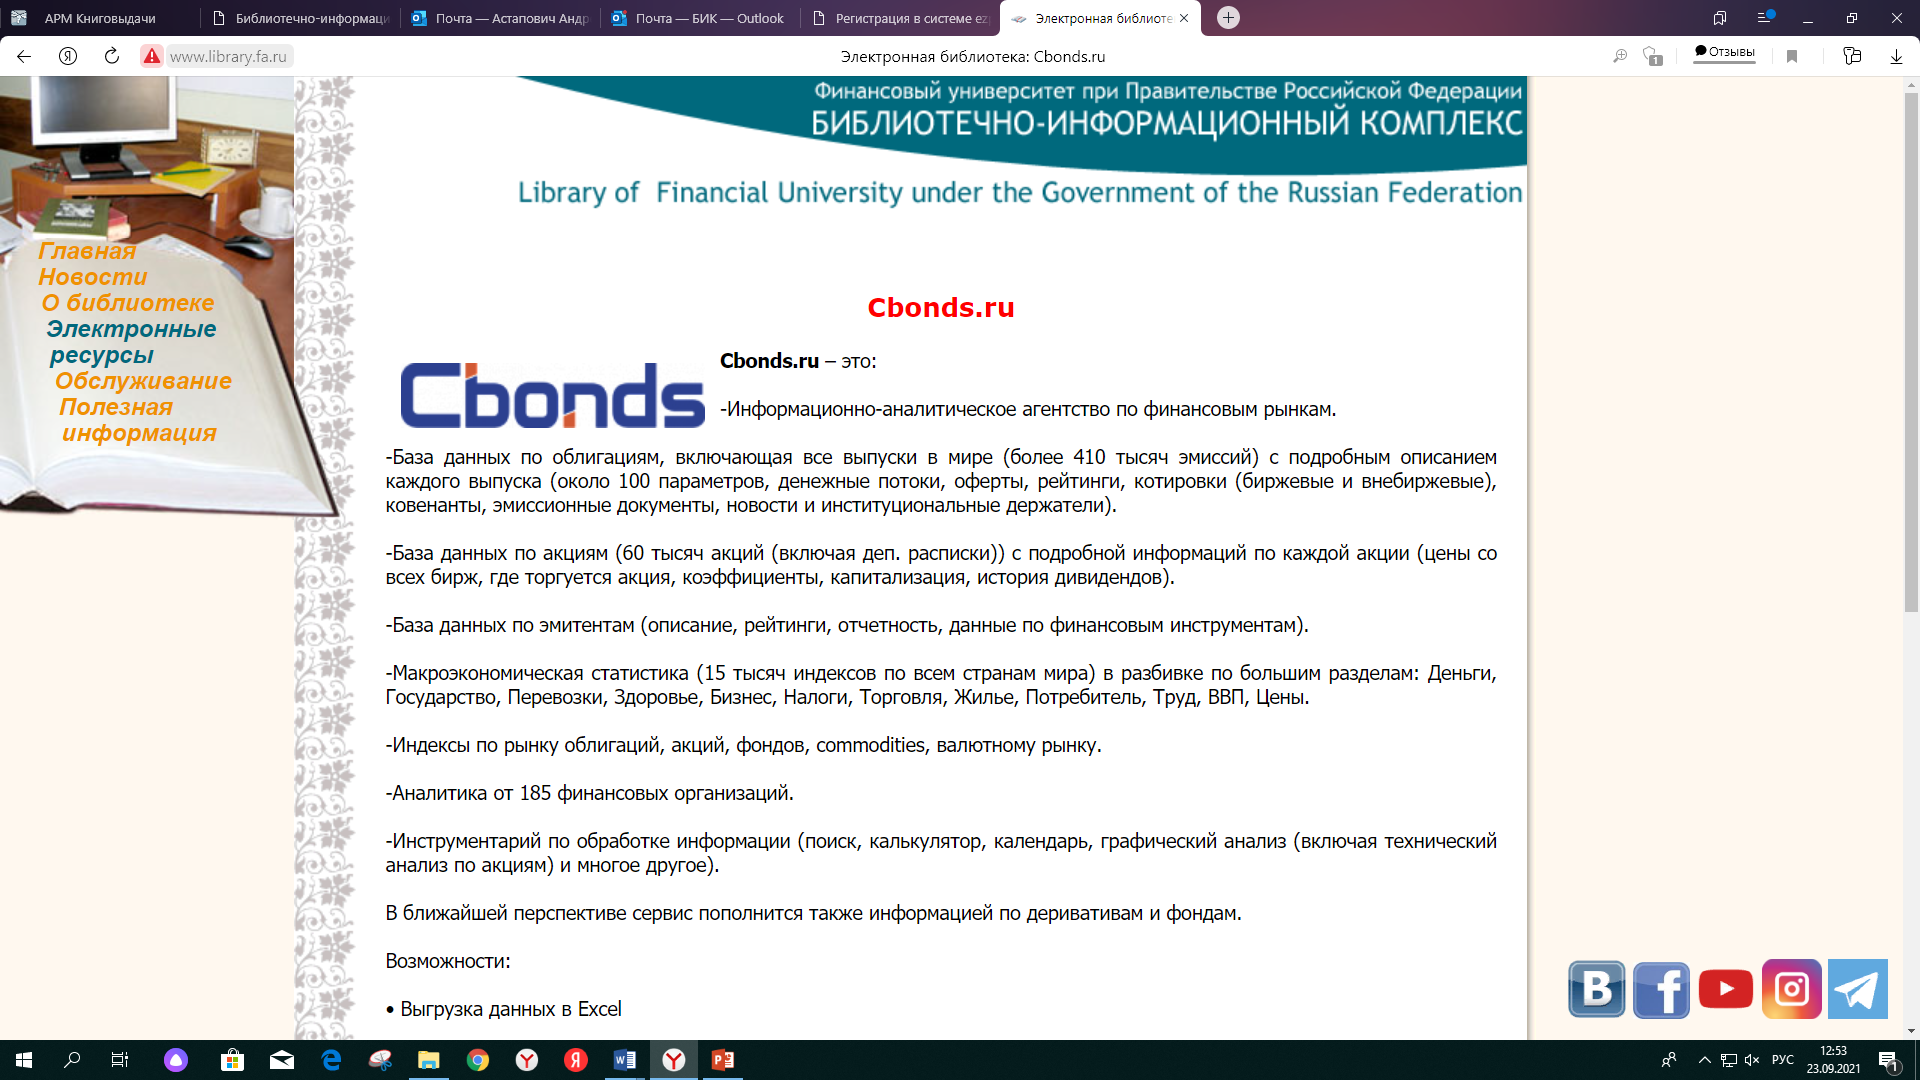 АРМ Книговыдачи
Библиотечно-информаци
Почта — Астапович Андр
Почта — БИК — Outlook
Регистрация в системе ez
Электронная библиоте
www.library.fa.ru
Электронная библиотека: Cbonds.ru
1
Отзывы
Финансовый университет при Правительстве Российской Федерации
БИБЛИОТЕЧНО-ИНФОРМАЦИОННЫЙ КОМПЛЕКС
Library of Financial University under the Government of the Russian Federation
Главная
Новости
О библиотеке
Электронные
ресурсы
Обслуживание
Полезная
информация
Cbonds.ru
Cbonds
Cbonds.ru – это:
-Информационно-аналитическое агентство по финансовым рынкам.
-База данных по облигациям, включающая все выпуски в мире (более 410 тысяч эмиссий) с подробным описанием
каждого выпуска (около 100 параметров, денежные потоки, оферты, рейтинги, котировки (биржевые и внебиржевые),
ковенанты, эмиссионные документы, новости и институциональные держатели).
-База данных по акциям (60 тысяч акций (включая деп. расписки)) с подробной информаций по каждой акции (цены со
всех бирж, где торгуется акция, коэффициенты, капитализация, история дивидендов).
-База данных по эмитентам (описание, рейтинги, отчетность, данные по финансовым инструментам).
-Макроэкономическая статистика (15 тысяч индексов по всем странам мира) в разбивке по большим разделам: Деньги,
Государство, Перевозки, Здоровье, Бизнес, Налоги, Торговля, Жилье, Потребитель, Труд, ВВП, Цены.
-Индексы по рынку облигаций, акций, фондов, commodities, валютному рынку.
-Аналитика от 185 финансовых организаций.
-Инструментарий по обработке информации (поиск, калькулятор, календарь, графический анализ (включая технический
анализ по акциям) и многое другое).
В ближайшей перспективе сервис пополнится также информацией по деривативам и фондам.
Возможности:
• Выгрузка данных в Excel
РУС
12:53
23.09.2021
1